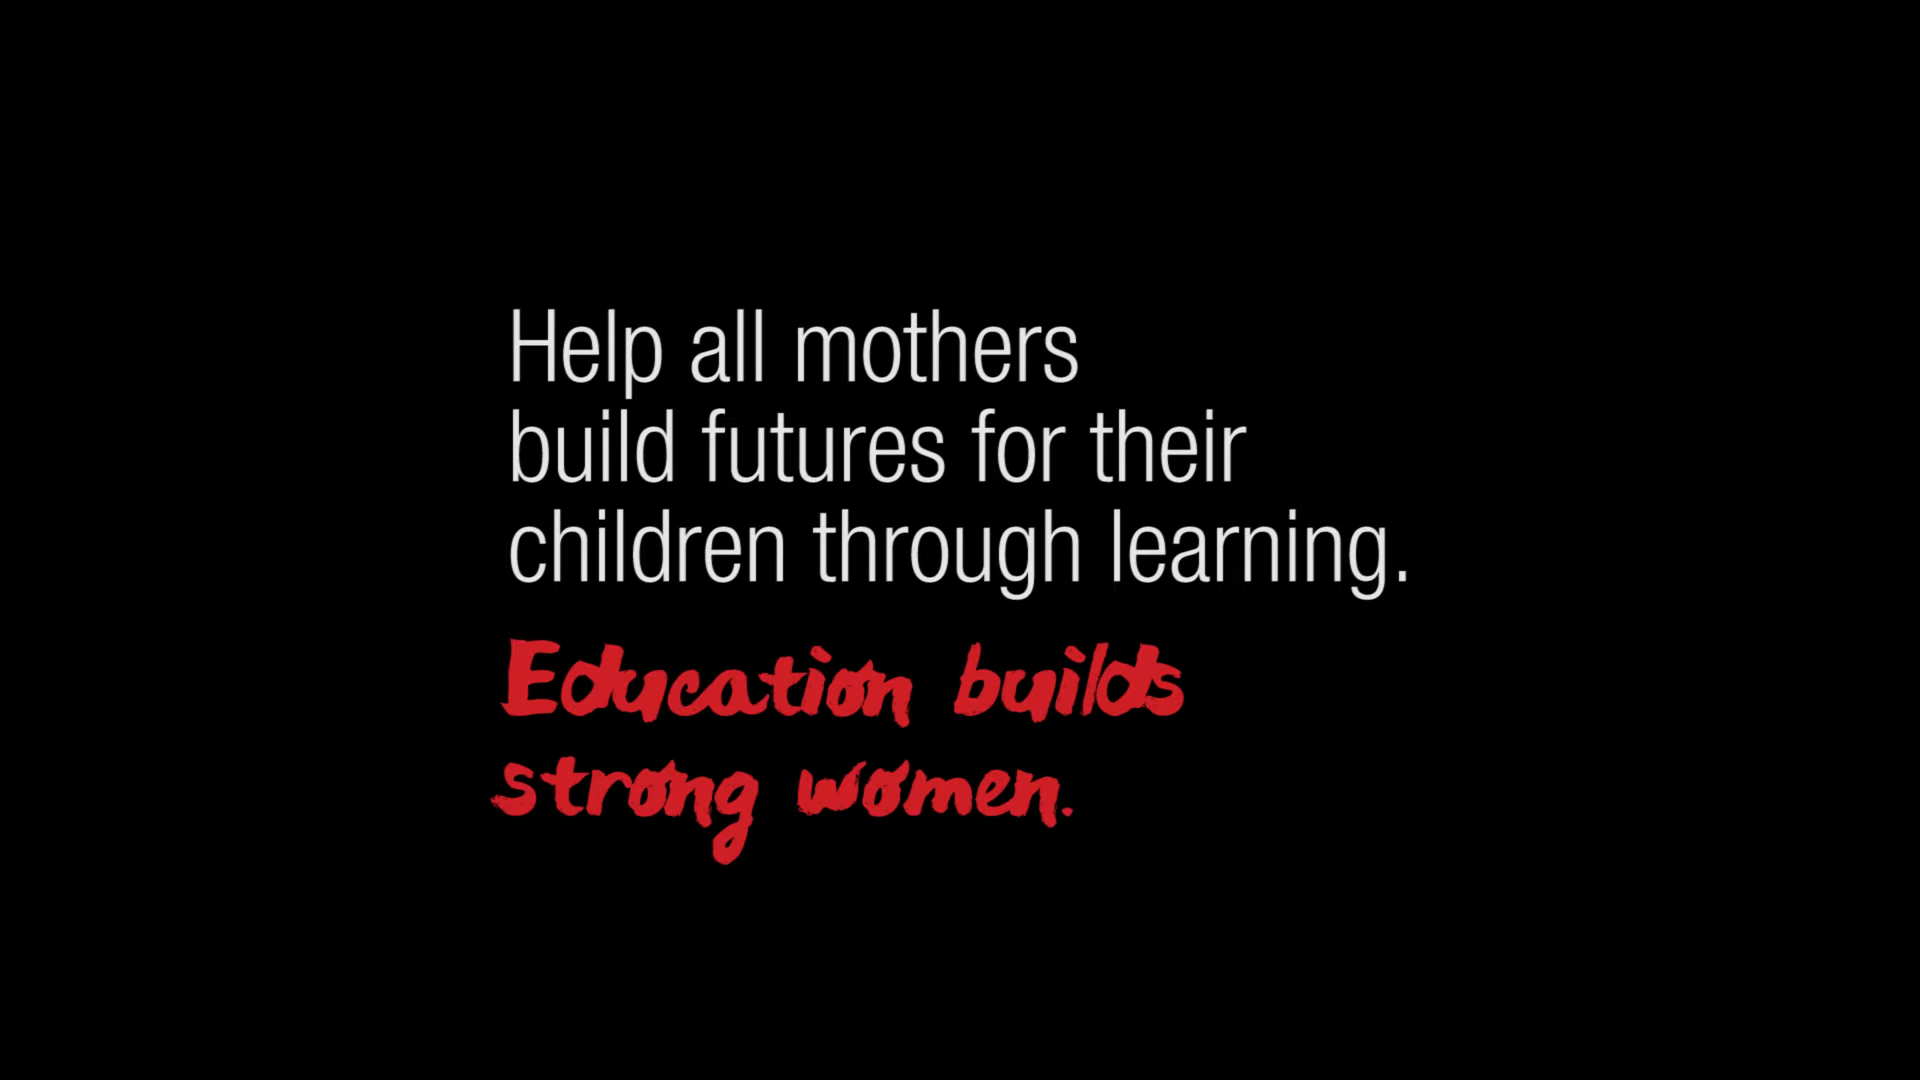 Help all mothers
build futures for their
children through learning.
Education builds
strong women.